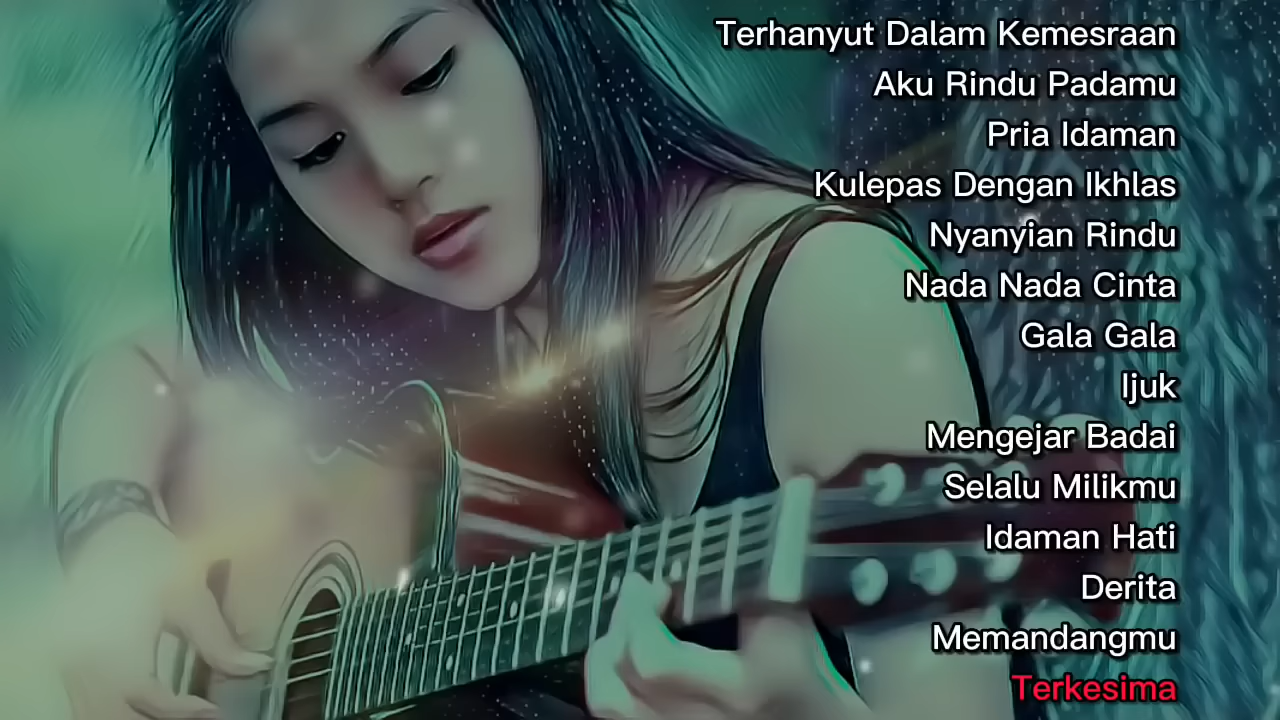 Terhanyut Dalam Kemesraan
Aku Rindu Padamu
Pria Idaman
Kulepas Dengan Ikhlas
Nyanyian Rindu
Nada Nada Cinta
Gala Gala
Ijuk
Mengejar Badai
Selalu Milikmu
Idaman Hati
Derita
Memandangmu
Terkesima